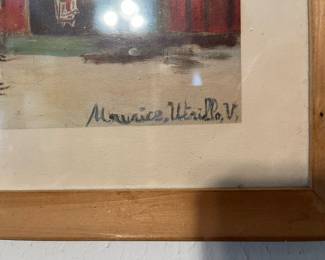 Maurice, Utrillo, V.